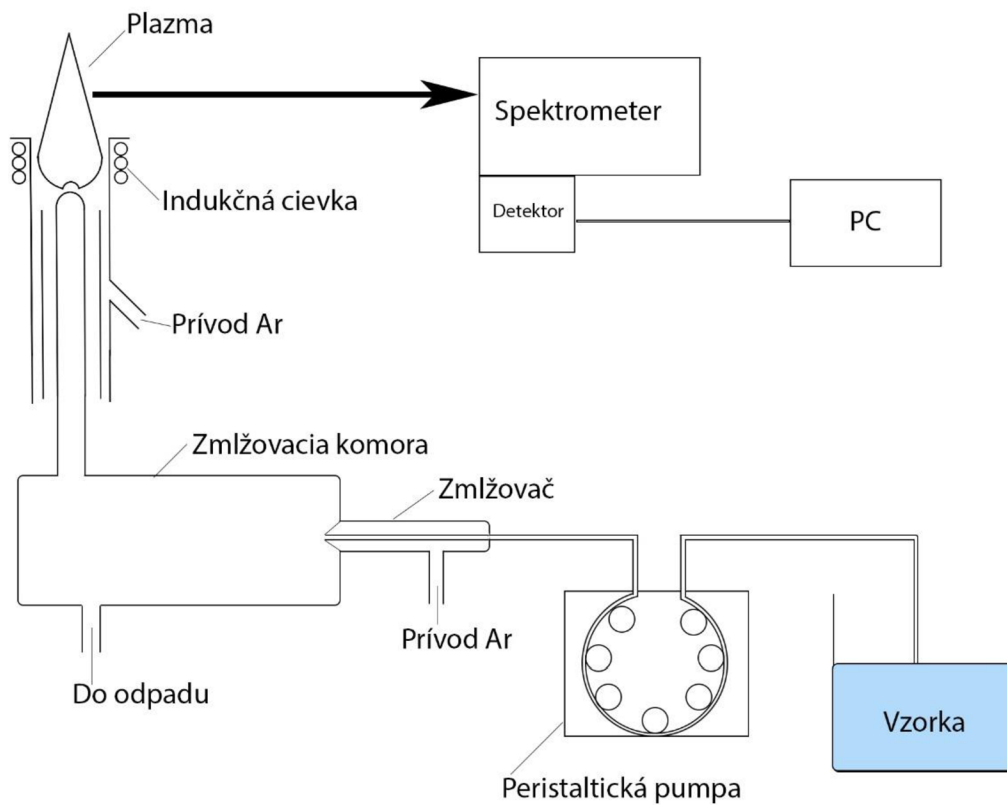 Plazma
Spektrometer
Indukčná cievka
Detektor
PC
Prívod Ar
Zmlžovacia komora
Zmlžovač
Prívod Ar
Do odpadu
Vzorka
Peristaltická pumpa